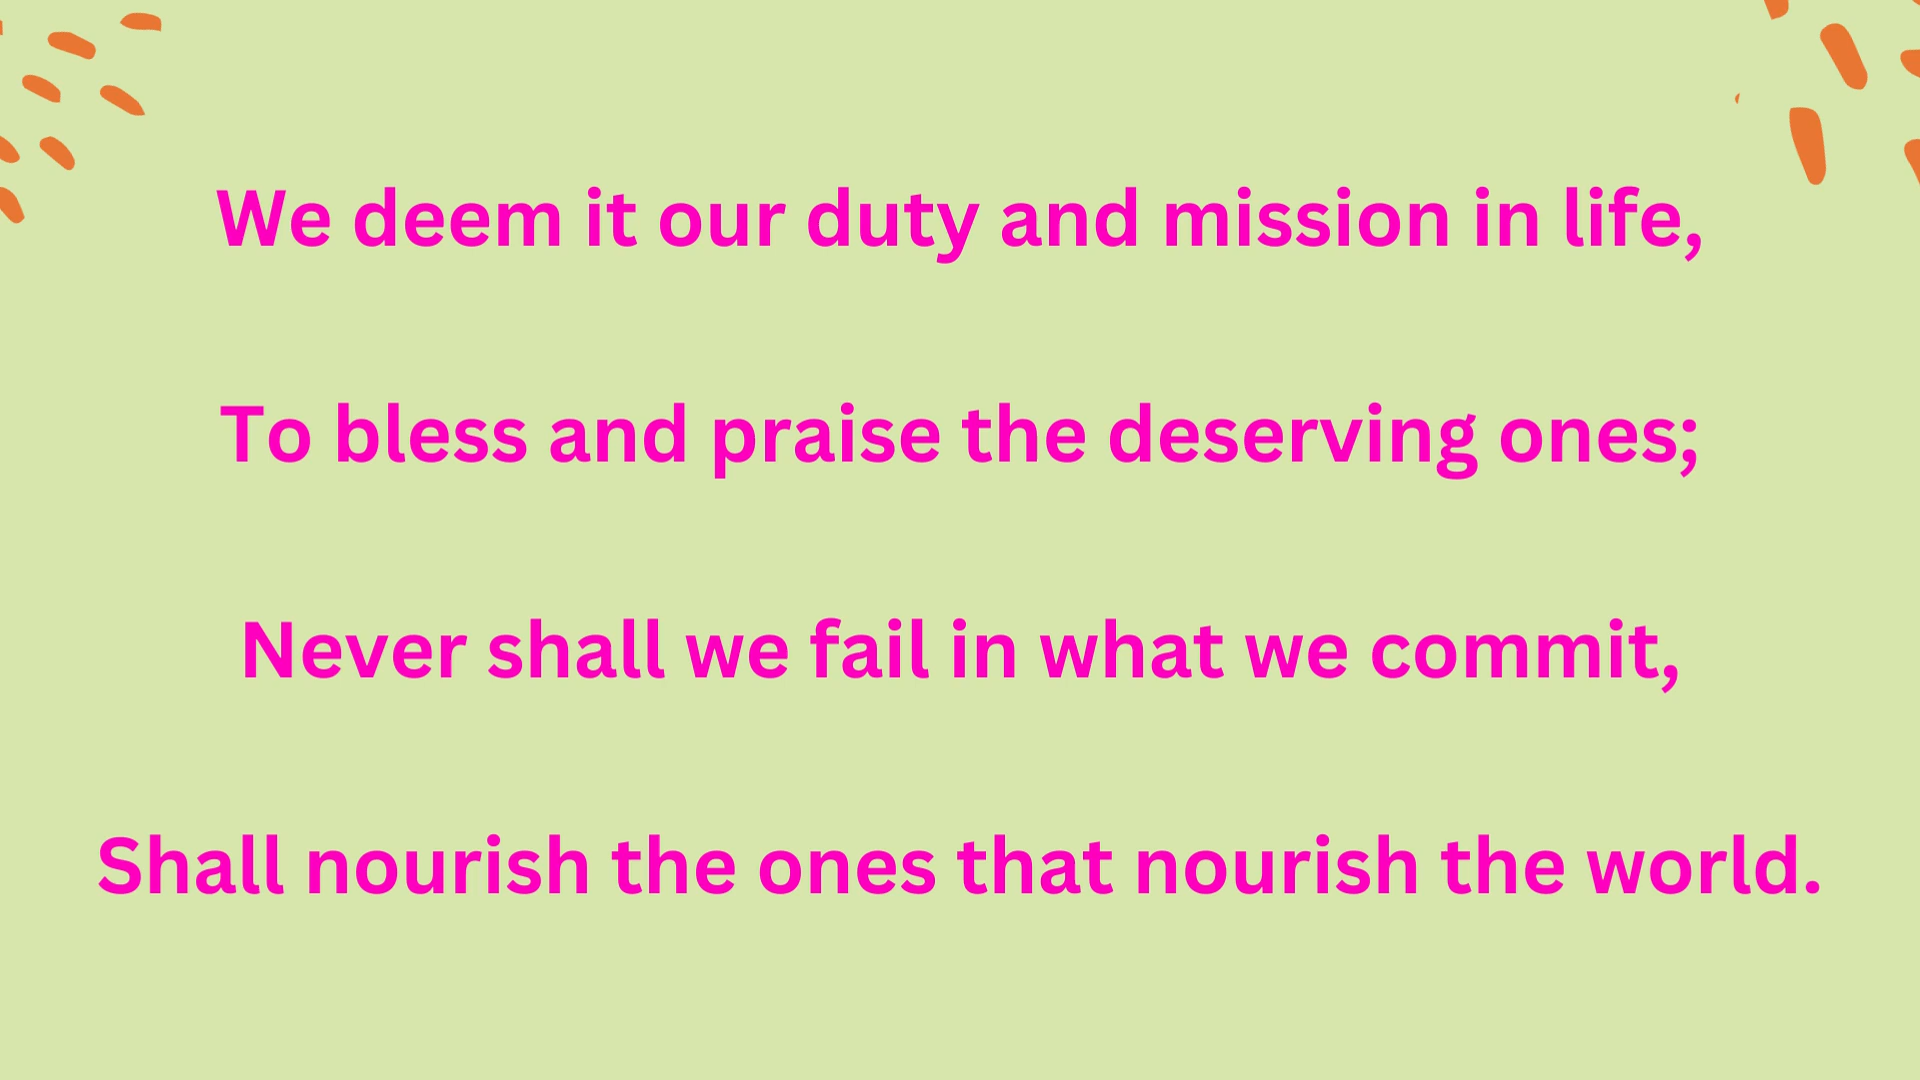 We deem it our duty and mission in life,
To bless and praise the deserving ones;
Never shall we fail in what we commit,
Shall nourish the ones that nourish the world.